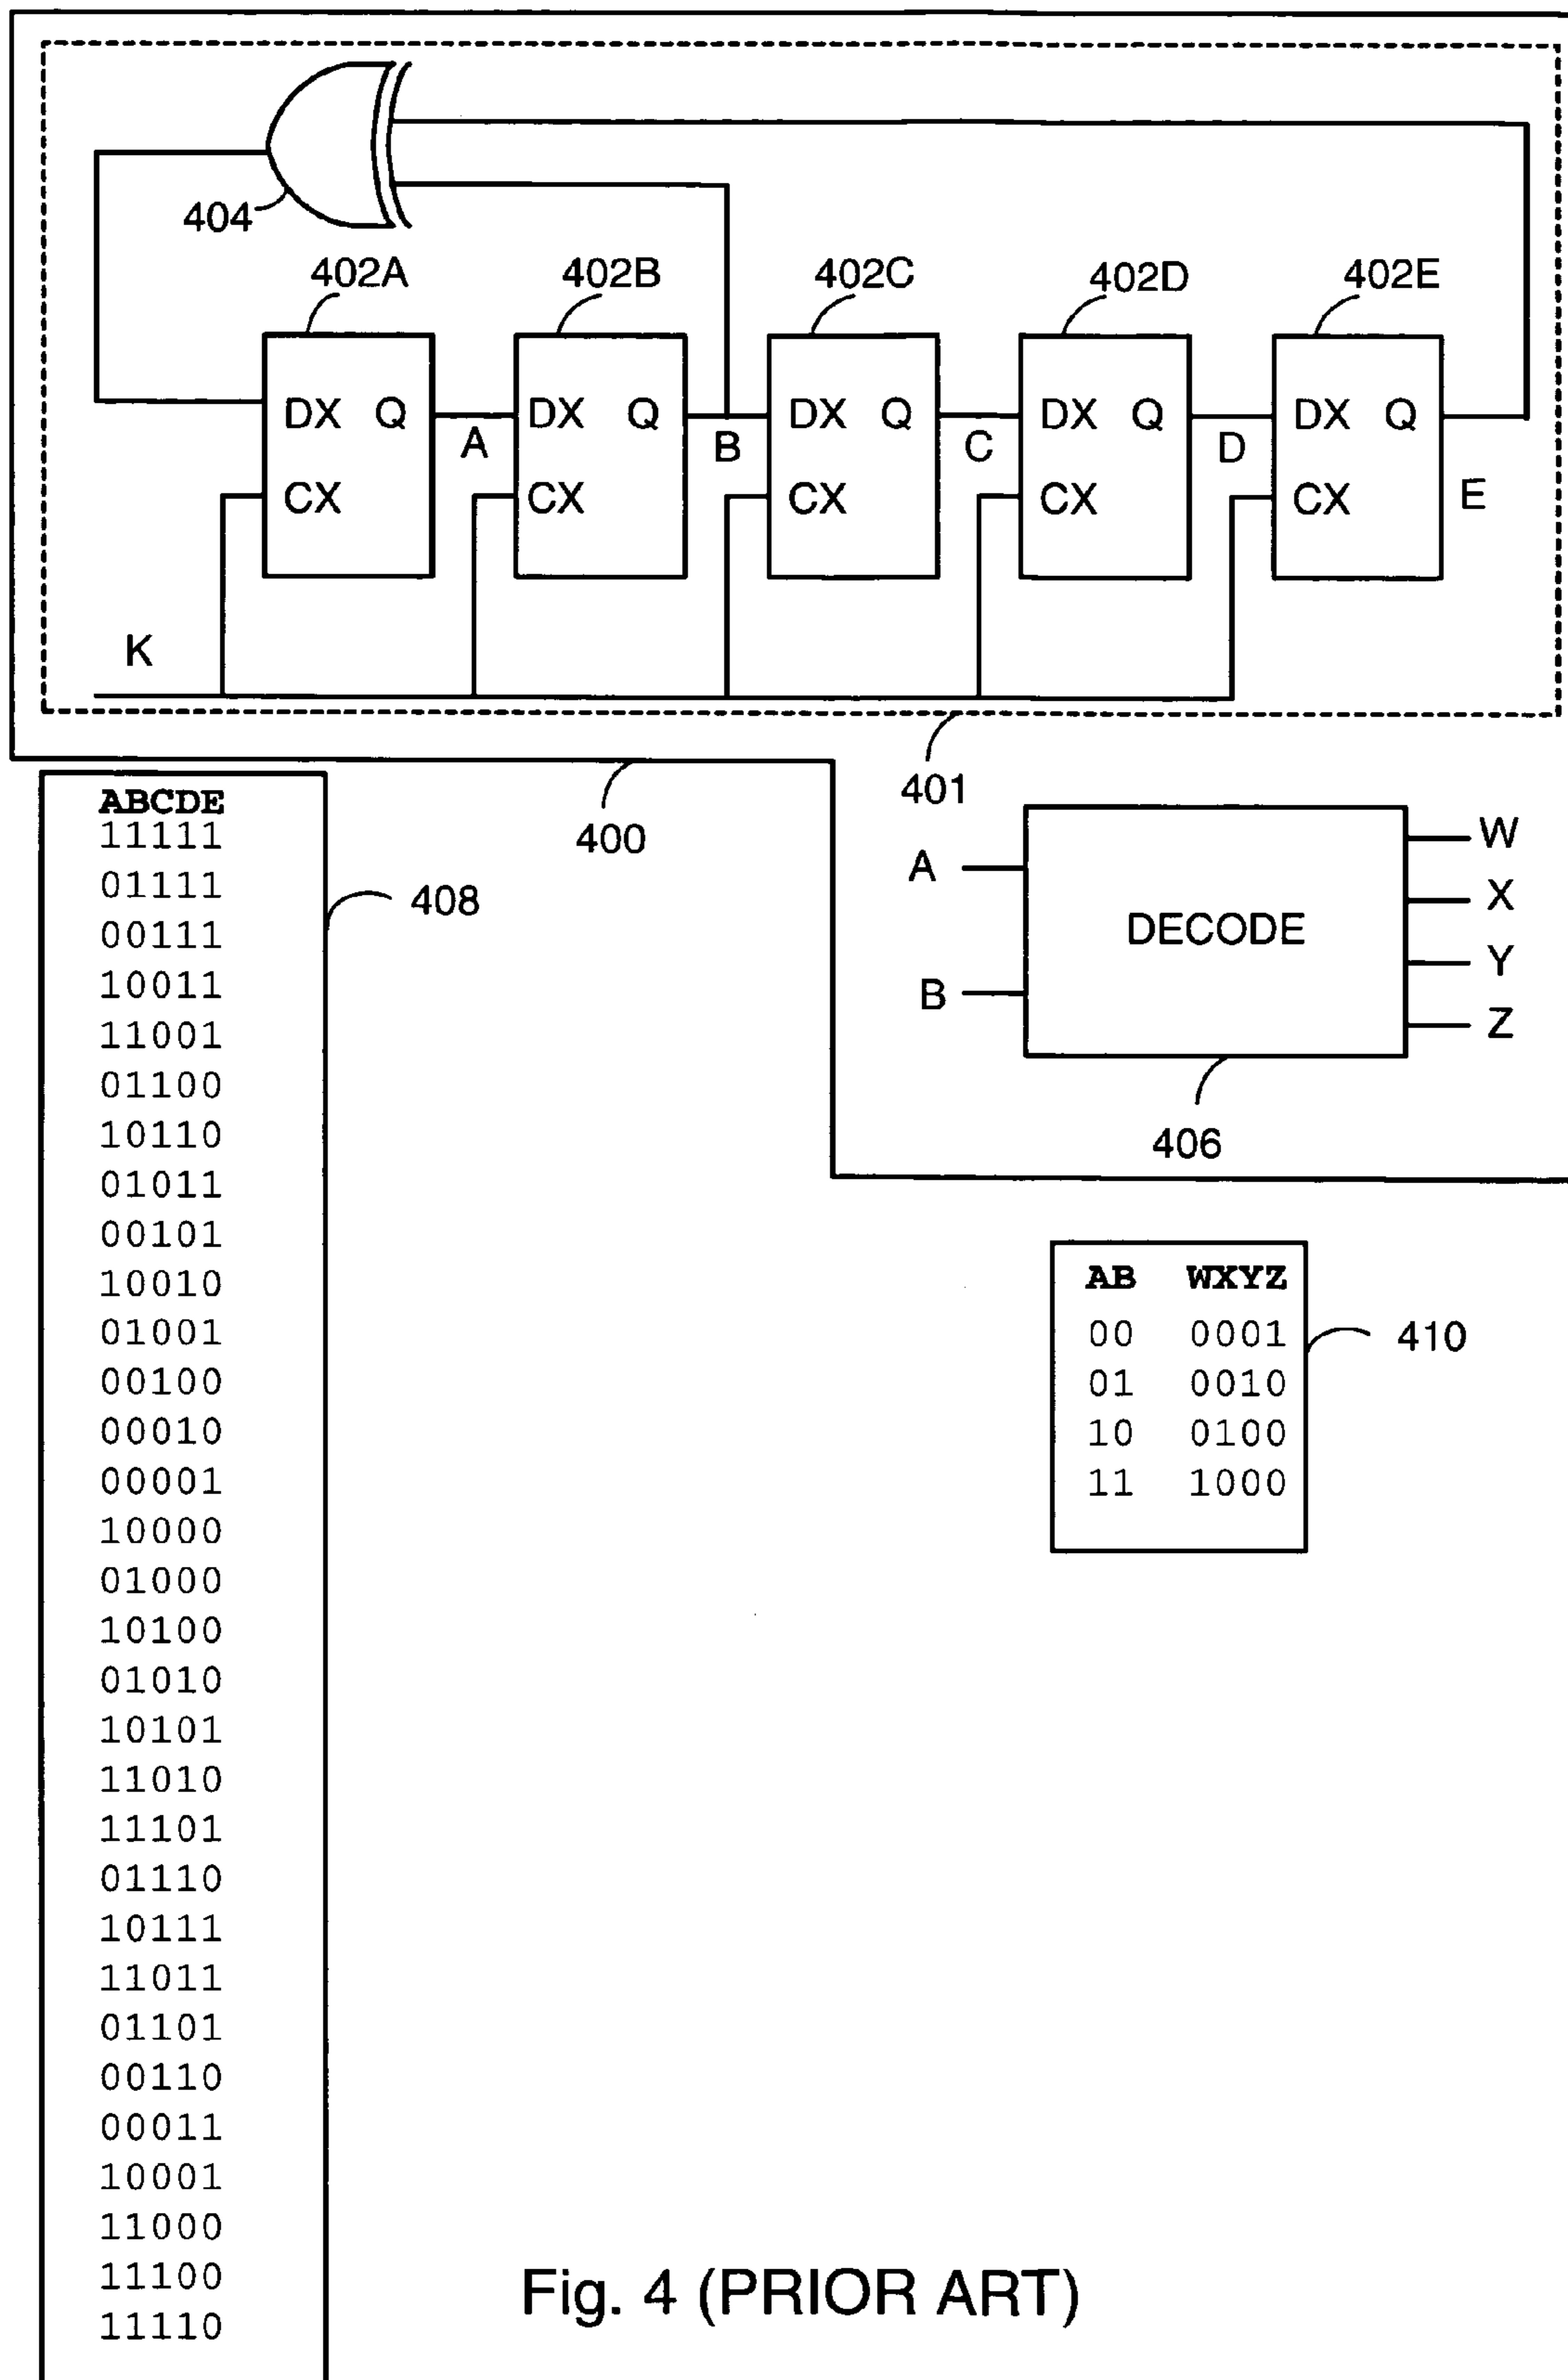 404
402A 402B 402C 402D 402E
DX Q DX Q DX Q DX Q DX Q
A B C D
CX CX CX CX CX E
K
401
400
ABCDE
11111
01111
00111
10011
11001
01100
10110
01011
00101
10010
01001
00100
00010
00001
10000
01000
10100
01010
10101
11010
11101
01110
10111
11011
01101
00110
00011
10001
11000
11100
11110
408
A
B
DECODE
W
X
Y
Z
406
AB WXYZ
00 0001
01 0010
10 0100
11 1000
410
Fig. 4 (PRIOR ART)